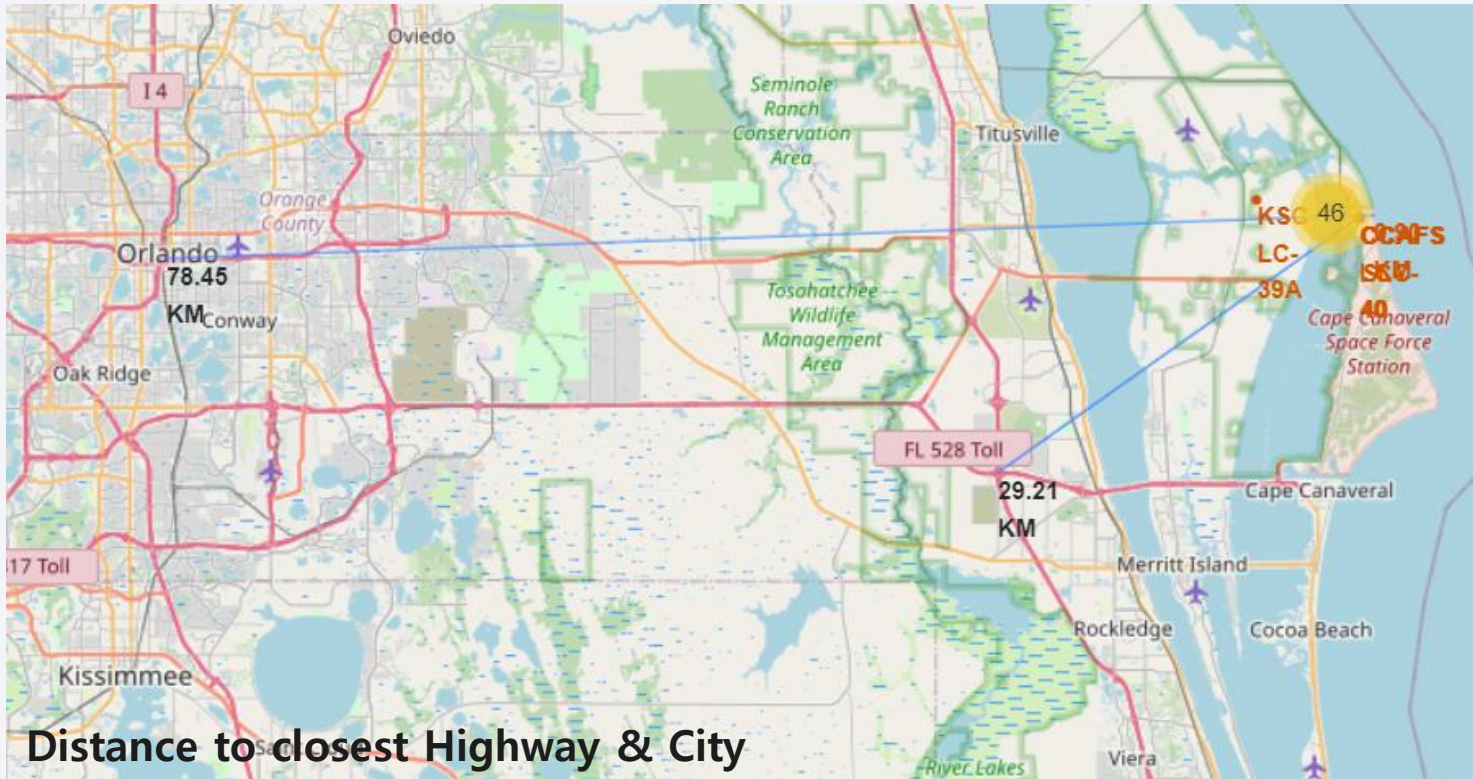 Oviedo
I 4
Seminole
Ranch
Conservation
Area
Titusville
Orange
County
Orlando
78.45
KM
Conway
KSC
LC-
39A
46
CCAFS
40
Cape Canaveral
Space Force
Station
Tosohatchee
Wildlife
Management
Area
Oak Ridge
FL 528 Toll
29.21
KM
Cape Canaveral
417 Toll
Merritt Island
Rockledge
Cocoa Beach
Kissimmee
Distance to closest Highway & City
Viera
River Lakes